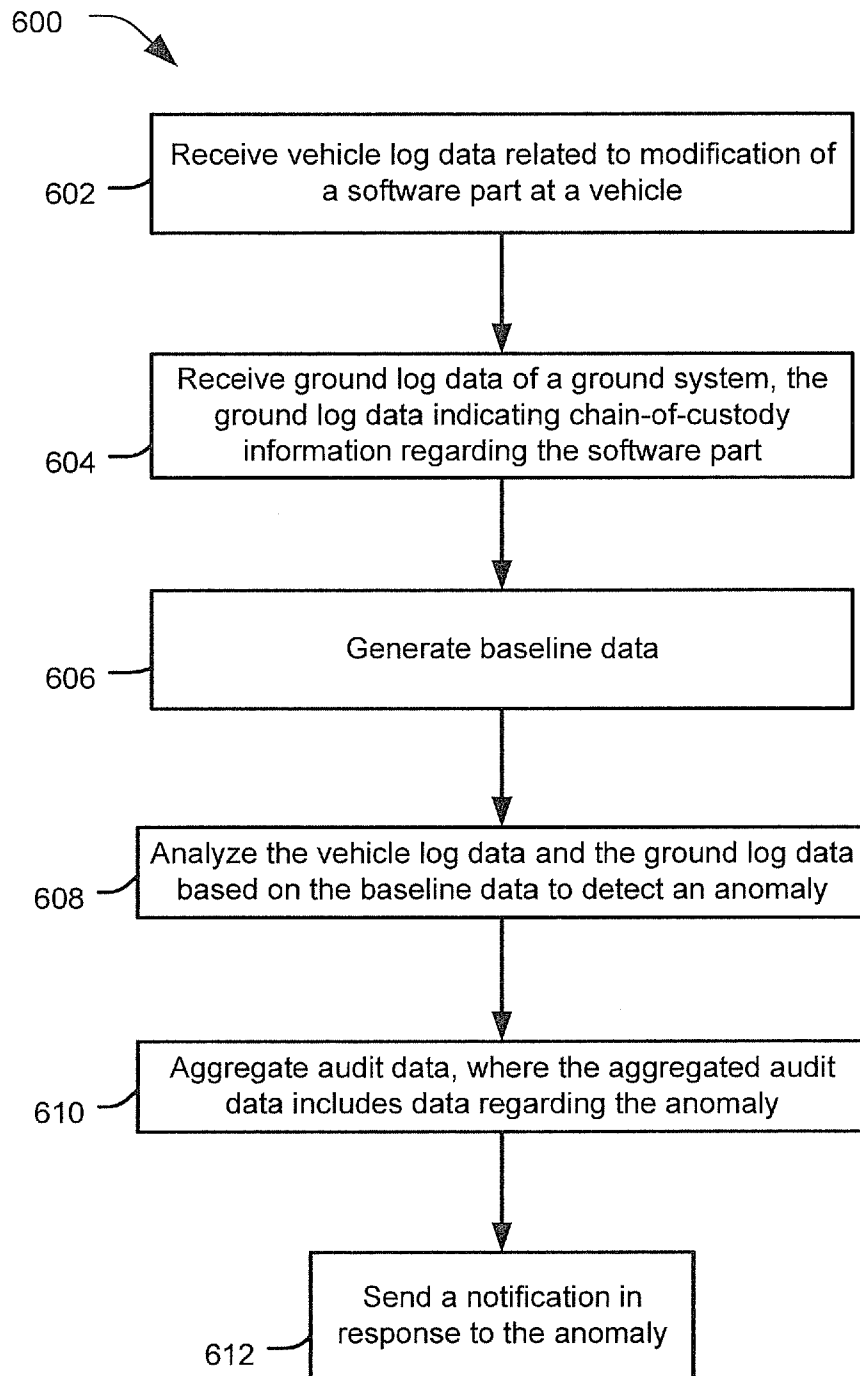 600
Receive vehicle log data related to modification of
a software part at a vehicle
602
Receive ground log data of a ground system, the
ground log data indicating chain-of-custody
information regarding the software part
604
Generate baseline data
606
Analyze the vehicle log data and the ground log data
based on the baseline data to detect an anomaly
608
Aggregate audit data, where the aggregated audit
data includes data regarding the anomaly
610
Send a notification in
response to the anomaly
612